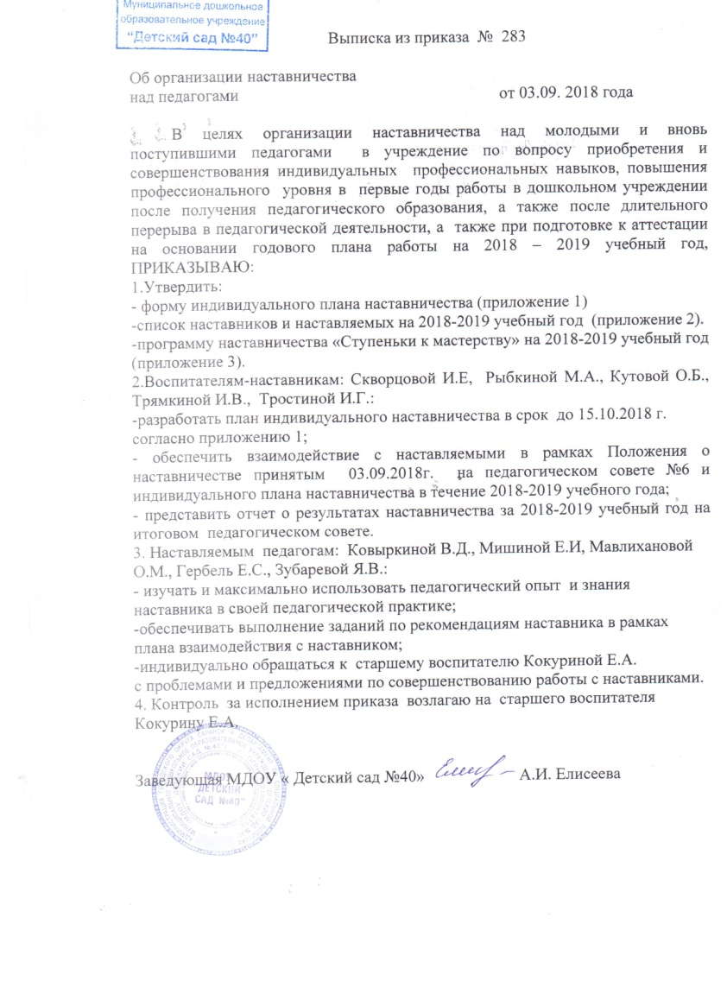 Муниципальное дошкольное
образовательное учреждение
"Детский сад №40"
Выписка из приказа № 283
Об организации наставничества
над педагогами от 03.09. 2018 года
В целях организации наставничества над молодыми и вновь
поступившими педагогами в учреждение по вопросу приобретения и
совершенствования индивидуальных профессиональных навыков, повышения
профессионального уровня в первые годы работы в дошкольном учреждении
после получения педагогического образования, а также после длительного
перерыва в педагогической деятельности, а также при подготовке к аттестации
на основании годового плана работы на 2018 – 2019 учебный год,
ПРИКАЗЫВАЮ:
1.Утвердить:
- форму индивидуального плана наставничества (приложение 1)
-список наставников и наставляемых на 2018-2019 учебный год (приложение 2).
-программу наставничества «Ступеньки к мастерству» на 2018-2019 учебный год
(приложение 3).
2.Воспитателям-наставникам: Скворцовой И.Е, Рыбкиной М.А., Кутовой О.Б.,
Трямкиной И.В., Тростиной И.Г.:
-разработать план индивидуального наставничества в срок до 15.10.2018 г.
согласно приложению 1;
- обеспечить взаимодействие с наставляемыми в рамках Положения о
наставничестве принятым 03.09.2018г. на педагогическом совете №6 и
индивидуального плана наставничества в течение 2018-2019 учебного года;
- представить отчет о результатах наставничества за 2018-2019 учебный год на
итоговом педагогическом совете.
3. Наставляемым педагогам: Ковыркиной В.Д., Мишиной Е.И, Мавлихановой
О.М., Гербель Е.С., Зубаревой Я.В.:
- изучать и максимально использовать педагогический опыт и знания
наставника в своей педагогической практике;
-обеспечивать выполнение заданий по рекомендациям наставника в рамках
плана взаимодействия с наставником;
-индивидуально обращаться к старшему воспитателю Кокуриной Е.А.
с проблемами и предложениями по совершенствованию работы с наставниками.
4. Контроль за исполнением приказа возлагаю на старшего воспитателя
Кокурину Е.А.
Заведующая МДОУ « Детский сад №40» А.И. Елисеева
МДОУ
"ДЕТСКИЙ
САД №40"